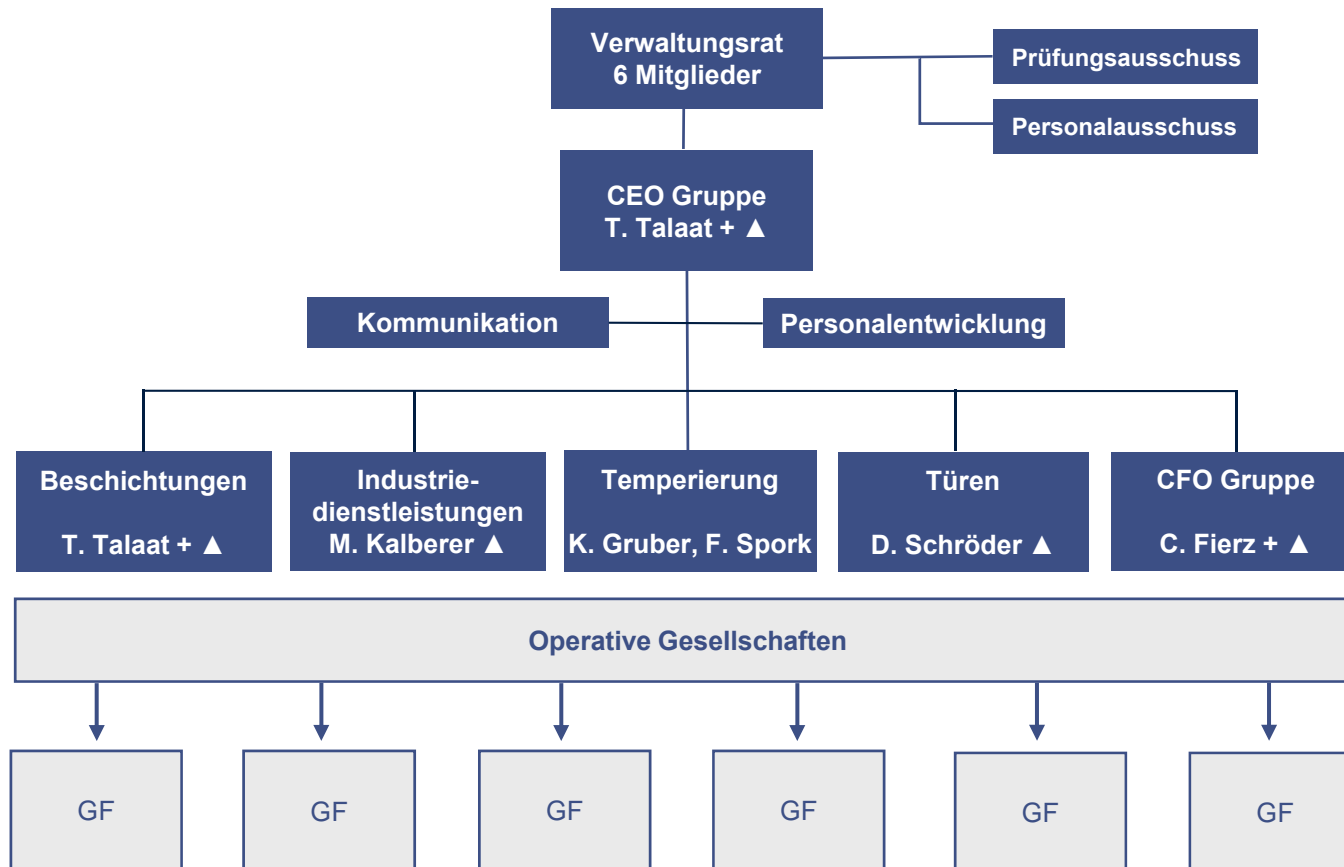 Verwaltungsrat
6 Mitglieder
Prüfungsausschuss
Personalausschuss
CEO Gruppe
T. Talaat + ▲
Kommunikation
Personalentwicklung
Beschichtungen
T. Talaat + ▲
Industrie-
dienstleistungen
M. Kalberer ▲
Temperierung
K. Gruber, F. Spork
Türen
D. Schröder ▲
CFO Gruppe
C. Fierz + ▲
Operative Gesellschaften
GF
GF
GF
GF
GF
GF